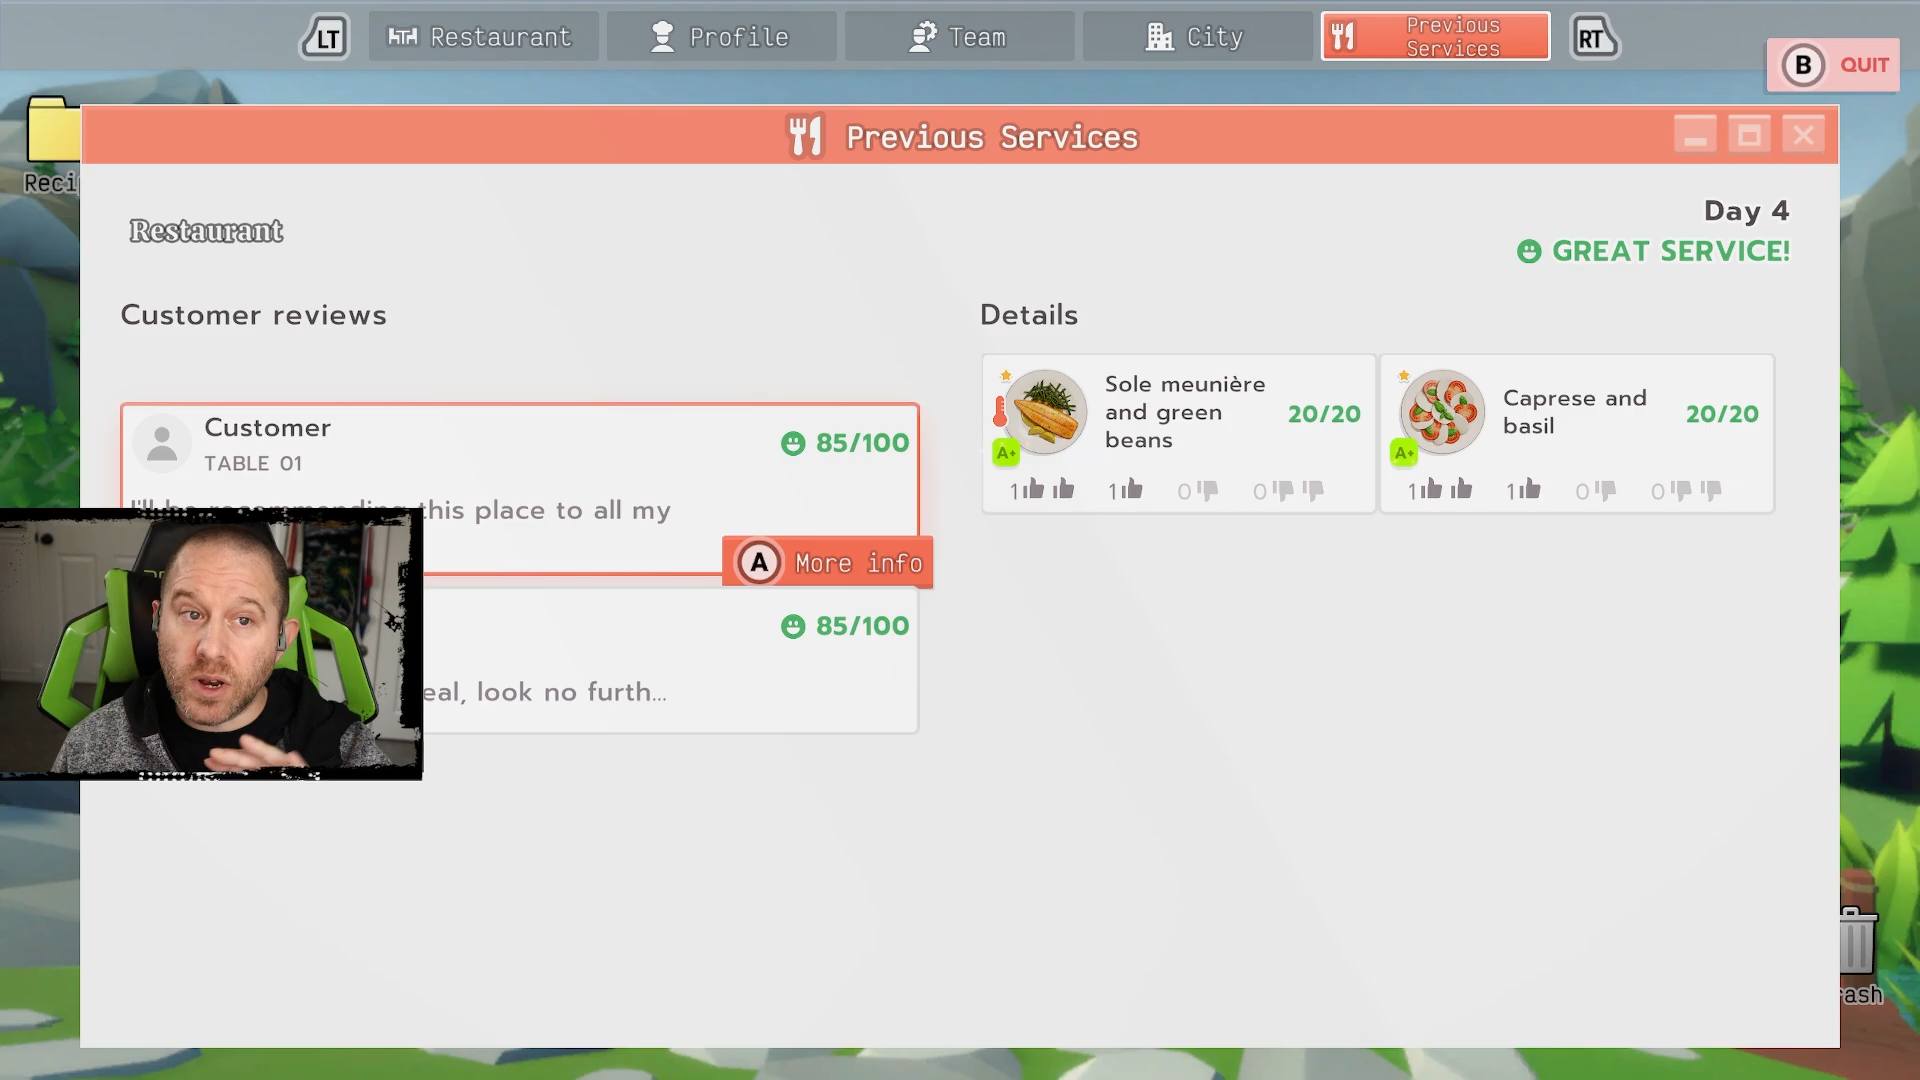 LT
Restaurant
Profile
Team
City
Previous
Services
RT
B QUIT
Previous Services
Reci
Restaurant
Day 4
GREAT SERVICE!
Customer reviews
Details
Customer
TABLE 01
85/100
this place to all my
A More info
85/100
eal, look no furth...
Sole meunière
and green
beans
20/20
A+
1 1 0 0
Caprese and
basil
20/20
A+
1 1 0 0
rash